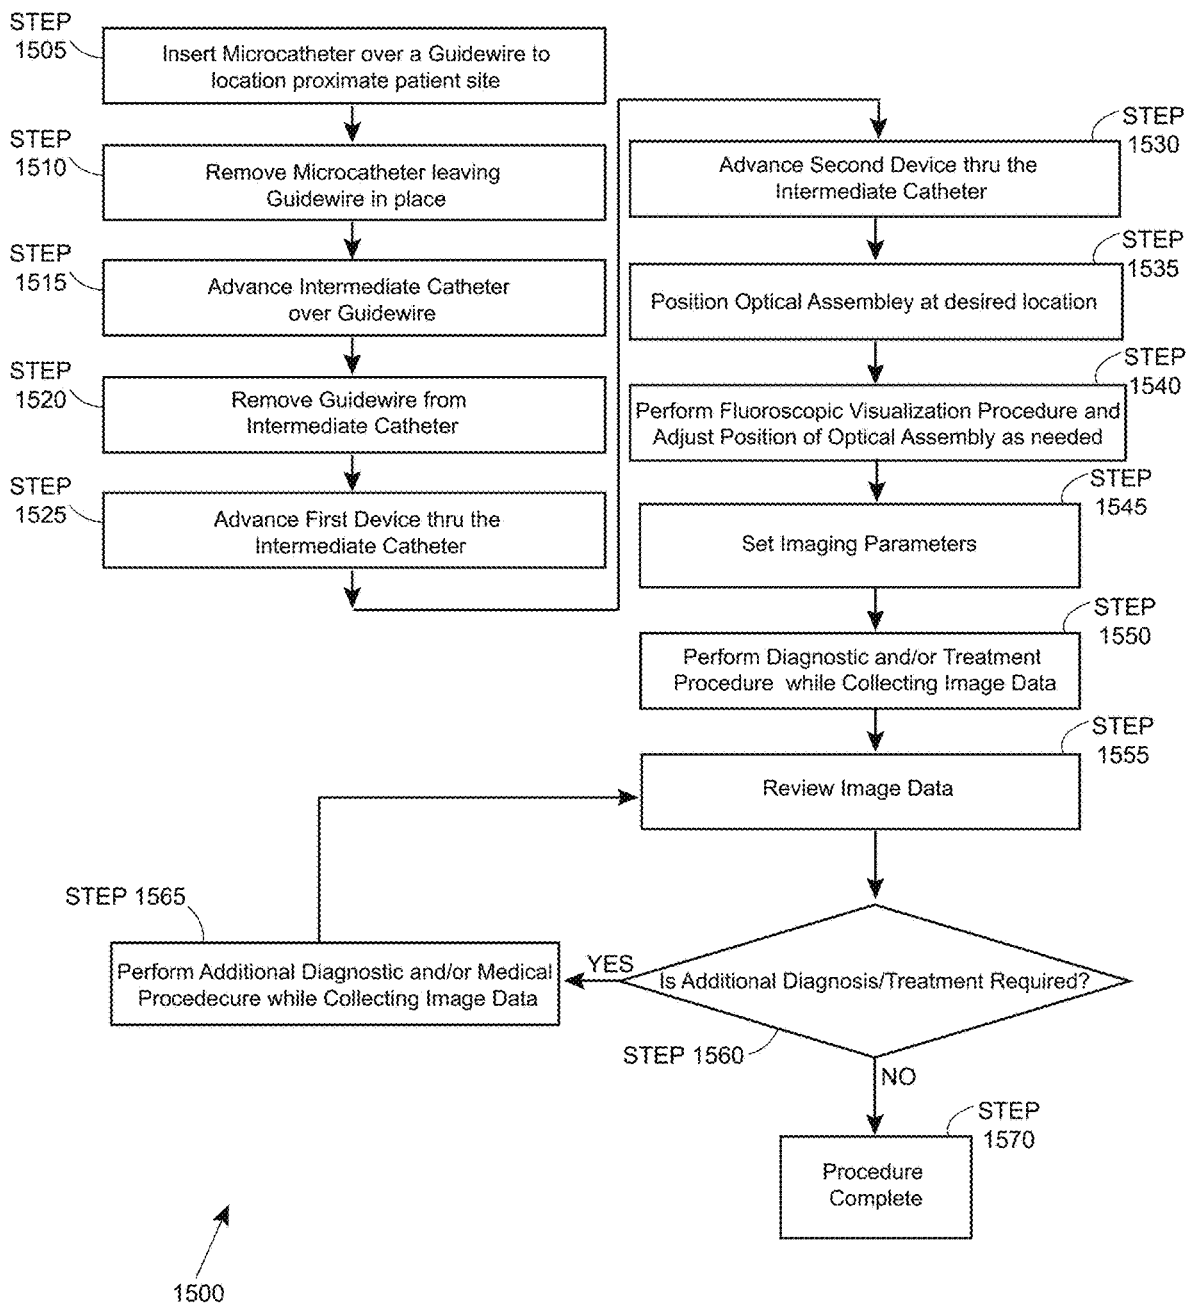 STEP
1505
Insert Microcatheter over a Guidewire to
location proximate patient site
STEP
1510
Remove Microcatheter leaving
Guidewire in place
STEP
1515
Advance Intermediate Catheter
over Guidewire
STEP
1520
Remove Guidewire from
Intermediate Catheter
STEP
1525
Advance First Device thru the
Intermediate Catheter
STEP
1530
Advance Second Device thru the
Intermediate Catheter
STEP
1535
Position Optical Assembley at desired location
STEP
1540
Perform Fluoroscopic Visualization Procedure and
Adjust Position of Optical Assembly as needed
STEP
1545
Set Imaging Parameters
STEP
1550
Perform Diagnostic and/or Treatment
Procedure while Collecting Image Data
STEP
1555
Review Image Data
Is Additional Diagnosis/Treatment Required?
STEP 1560
YES
STEP 1565
Perform Additional Diagnostic and/or Medical
Procedecure while Collecting Image Data
NO
STEP
1570
Procedure
Complete
1500